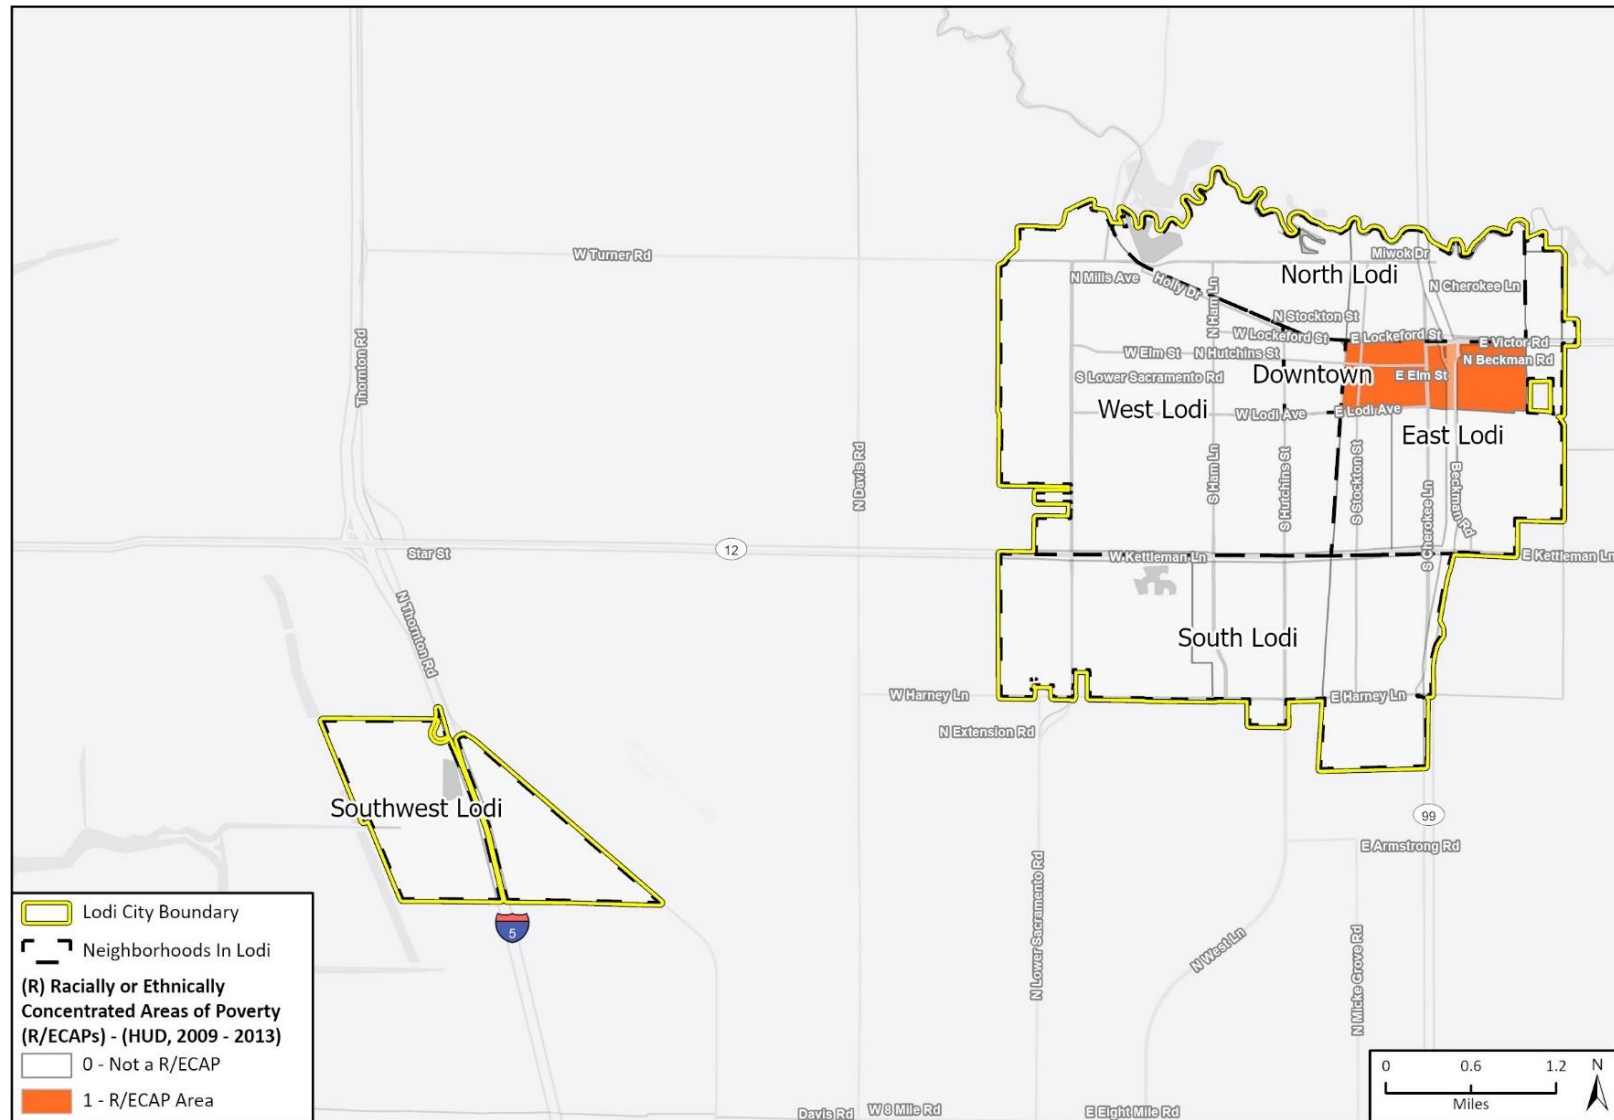 W Turner Rd
Miwok Dr
North Lodi
N Mills Ave
Holly Dr
N Ham Ln
N Cherokee Ln
N Stockton St
W Lockeford St
E Lockeford St
E Victor Rd
Thornton Rd
W Elm St
N Hutchins St
N Beckman Rd
S Lower Sacramento Rd
Downtown
E Elm St
West Lodi
W Lodi Ave
E Lodi Ave
East Lodi
N Davis Rd
S Ham Ln
S Hutchins St
S Stockton St
S Cherokee Ln
Beckman Rd
Star St
12
W Kettleman Ln
E Kettleman Ln
N Thornton Rd
South Lodi
W Harney Ln
E Harney Ln
N Extension Rd
Southwest Lodi
99
E Armstrong Rd
5
N Lower Sacramento Rd
N West Ln
N Micke Grove Rd
Davis Rd
W 8 Mile Rd
E Eight Mile Rd
Lodi City Boundary
Neighborhoods In Lodi
(R) Racially or Ethnically
Concentrated Areas of Poverty
(R/ECAPs) - (HUD, 2009 - 2013)
0 - Not a R/ECAP
1 - R/ECAP Area
0 0.6 1.2
Miles
N